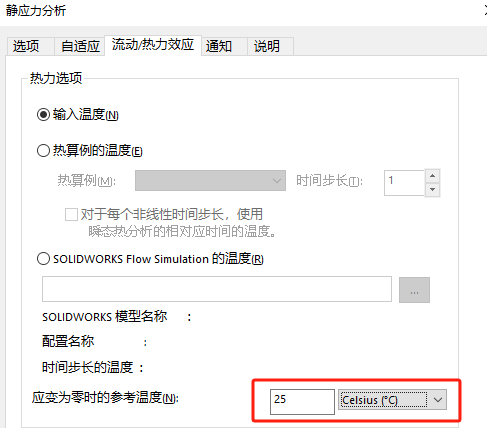 静应力分析
选项 自适应 流动/热力效应 通知 说明
热力选项
输入温度(N)
热算例的温度(E)
热算例(M): 时间步长(T): 1
对于每个非线性时间步长，使用
瞬态热分析的相对应时间的温度。
SOLIDWORKS Flow Simulation 的温度(R)
...
SOLIDWORKS 模型名称 :
配置名称 :
时间步长的温度 :
应变为零时的参考温度(N): 25 Celsius (°C)